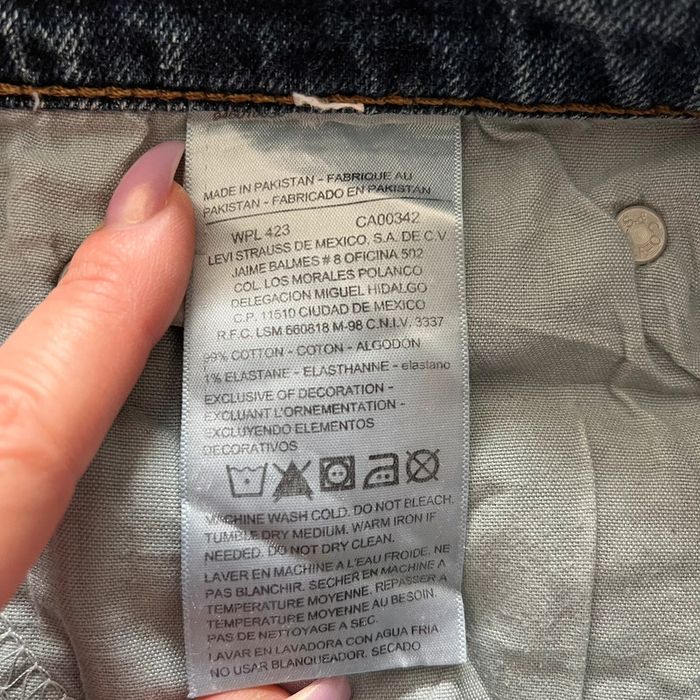 MADE IN PAKISTAN - FABRIQUE AU
PAKISTAN - FABRICADO EN PAKISTAN
WPL 423 CA00342
LEVI STRAUSS DE MEXICO, S.A. DE C.V.
JAIME BALMES # 8 OFICINA 502
COL. LOS MORALES POLANCO
DELEGACION MIGUEL HIDALGO
C.P. 11510 CIUDAD DE MEXICO
R.F.C. LSM 660818 M-98 C.N.I.V. 3337
99% COTTON - COTON - ALGODON
1% ELASTANE - ELASTHANNE - elastano
EXCLUSIVE OF DECORATION -
EXCLUANT L'ORNEMENTATION -
EXCLUYENDO ELEMENTOS
DECORATIVOS
MACHINE WASH COLD. DO NOT BLEACH.
TUMBLE DRY MEDIUM. WARM IRON IF
NEEDED. DO NOT DRY CLEAN.
LAVER EN MACHINE A L'EAU FROIDE. NE
PAS BLANCHIR. SECHER EN MACHINE A
TEMPERATURE MOYENNE. REPASSER A
TEMPERATURE MOYENNE AU BESOIN.
PAS DE NETTOYAGE A SEC.
LAVAR EN LAVADORA CON AGUA FRIA.
NO USAR BLANQUEADOR. SECADO